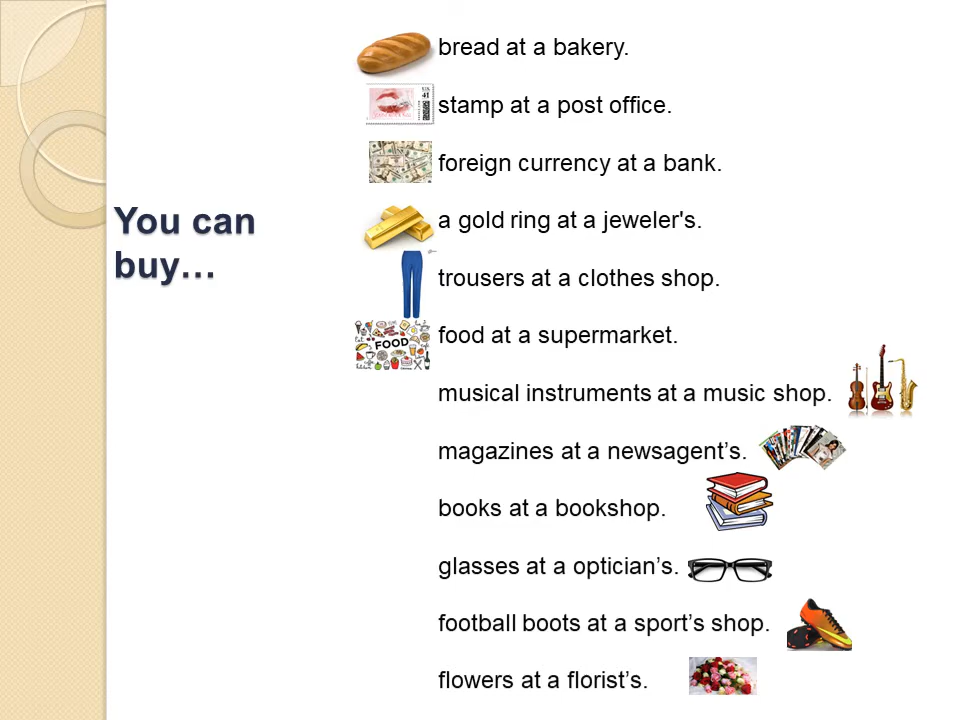 You can
buy…
bread at a bakery.
US
41
stamp at a post office.
foreign currency at a bank.
a gold ring at a jeweler's.
trousers at a clothes shop.
FOOD
food at a supermarket.
musical instruments at a music shop.
magazines at a newsagent’s.
books at a bookshop.
glasses at a optician’s.
football boots at a sport’s shop.
flowers at a florist’s.